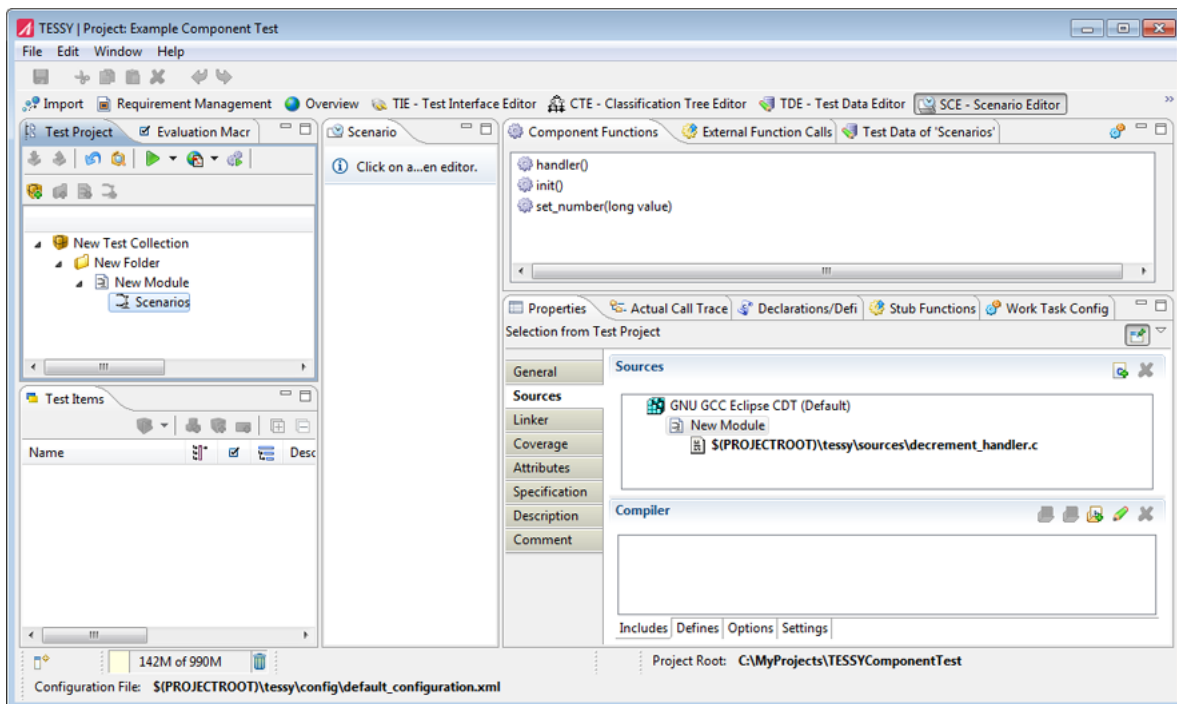 TESSY | Project: Example Component Test
File Edit Window Help
Import Requirement Management Overview TIE - Test Interface Editor CTE - Classification Tree Editor TDE - Test Data Editor SCE - Scenario Editor »
Test Project Evaluation Macr
New Test Collection
New Folder
New Module
Scenarios
Test Items
Name Desc
Scenario
Click on a...en editor.
Component Functions External Function Calls Test Data of 'Scenarios'
handler()
init()
set_number(long value)
Properties Actual Call Trace Declarations/Defi Stub Functions Work Task Config
Selection from Test Project
General
Sources
Linker
Coverage
Attributes
Specification
Description
Comment
Sources
GNU GCC Eclipse CDT (Default)
New Module
$(PROJECTROOT)\tessy\sources\decrement_handler.c
Compiler
Includes Defines Options Settings
142M of 990M
Project Root: C:\MyProjects\TESSYComponentTest
Configuration File: $(PROJECTROOT)\tessy\config\default_configuration.xml